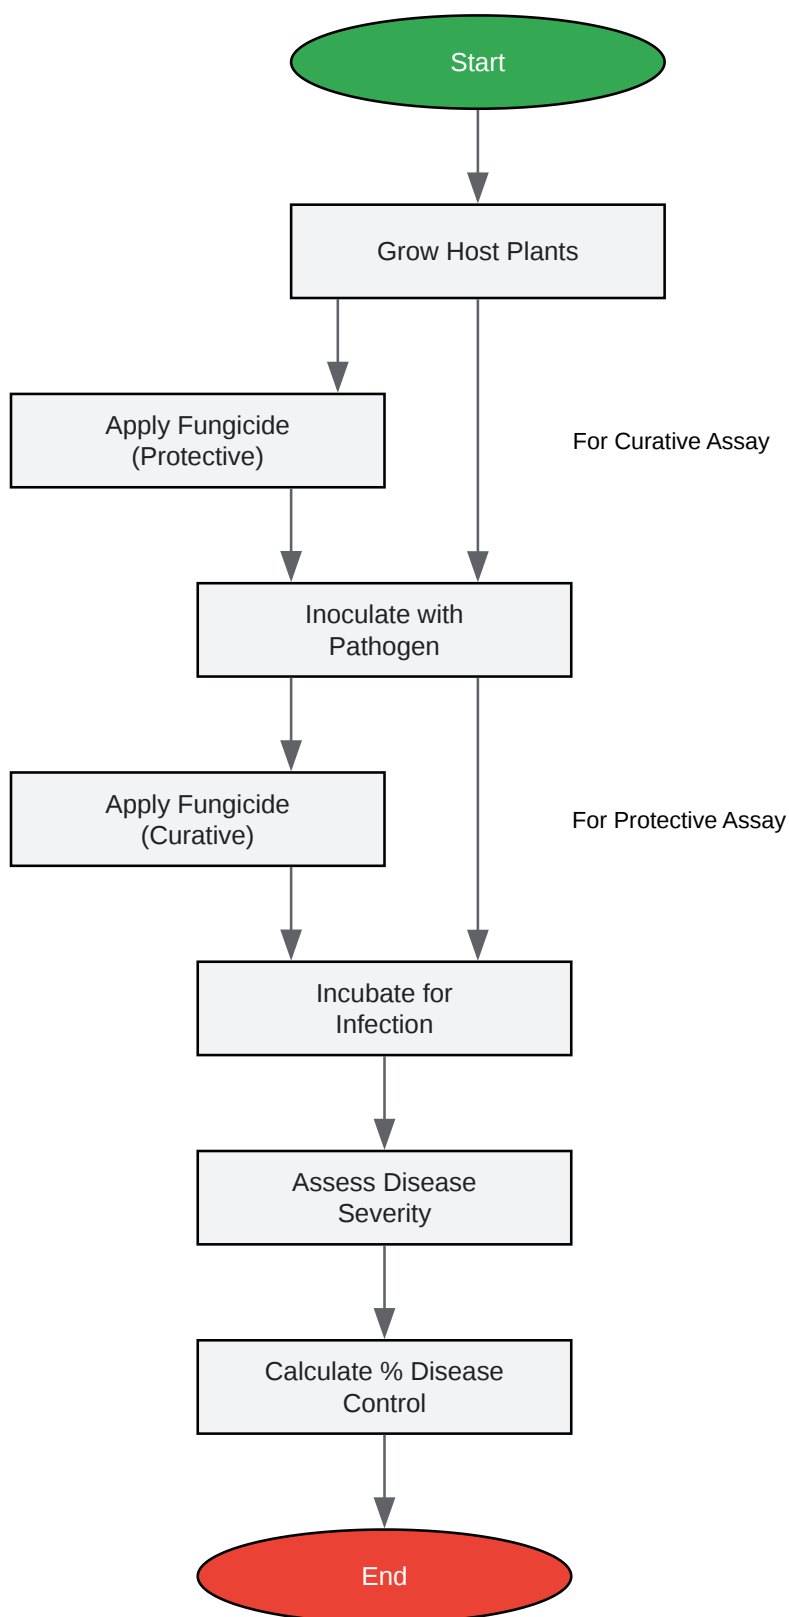 Start
Grow Host Plants
Apply Fungicide
(Protective)
For Curative Assay
Inoculate with
Pathogen
Apply Fungicide
(Curative)
For Protective Assay
Incubate for
Infection
Assess Disease
Severity
Calculate % Disease
Control
End